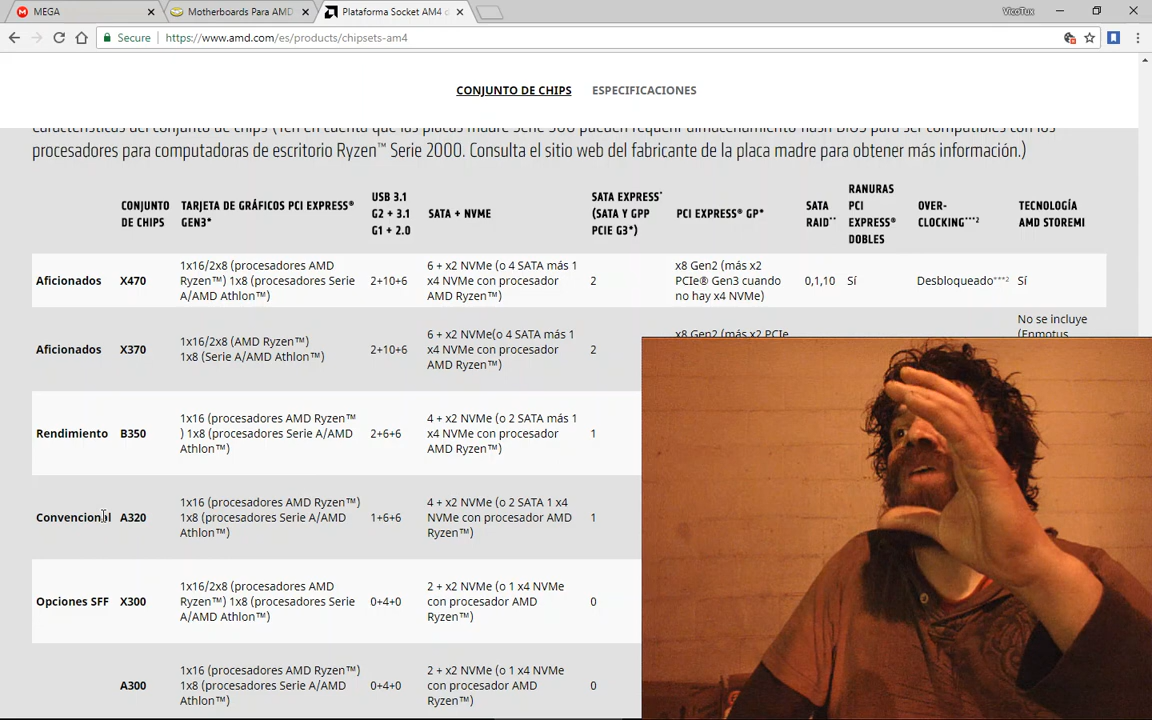 MEGA
Motherboards Para AMD
Plataforma Socket AM4 d
VicoTux
Secure
https://www.amd.com/es/products/chipsets-am4
CONJUNTO DE CHIPS
ESPECIFICACIONES
procesadores para computadoras de escritorio Ryzen™ Serie 2000. Consulta el sitio web del fabricante de la placa madre para obtener más información.)
CONJUNTO
DE CHIPS
TARJETA DE GRÁFICOS PCI EXPRESS®
GEN3*
USB 3.1
G2 + 3.1
G1 + 2.0
SATA + NVME
SATA EXPRESS*
(SATA Y GPP
PCIE G3*)
PCI EXPRESS® GP*
SATA
RAID**
RANURAS
PCI
EXPRESS®
DOBLES
OVER-
CLOCKING***2
TECNOLOGÍA
AMD STOREMI
Aficionados
X470
1x16/2x8 (procesadores AMD
Ryzen™) 1x8 (procesadores Serie
A/AMD Athlon™)
2+10+6
6 + x2 NVMe (o 4 SATA más 1
x4 NVMe con procesador
AMD Ryzen™)
2
x8 Gen2 (más x2
PCIe® Gen3 cuando
no hay x4 NVMe)
0,1,10
Sí
Desbloqueado***2
Sí
Aficionados
X370
1x16/2x8 (AMD Ryzen™)
1x8 (Serie A/AMD Athlon™)
2+10+6
6 + x2 NVMe(o 4 SATA más 1
x4 NVMe con procesador
AMD Ryzen™)
2
x8 Gen2 (más x2 PCIe
No se incluye
(Enmotus
Rendimiento
B350
1x16 (procesadores AMD Ryzen™
) 1x8 (procesadores Serie A/AMD
Athlon™)
2+6+6
4 + x2 NVMe (o 2 SATA más 1
x4 NVMe con procesador
AMD Ryzen™)
1
Convencional
A320
1x16 (procesadores AMD Ryzen™)
1x8 (procesadores Serie A/AMD
Athlon™)
1+6+6
4 + x2 NVMe (o 2 SATA 1 x4
NVMe con procesador AMD
Ryzen™)
1
Opciones SFF
X300
1x16/2x8 (procesadores AMD
Ryzen™) 1x8 (procesadores Serie
A/AMD Athlon™)
0+4+0
2 + x2 NVMe (o 1 x4 NVMe
con procesador AMD
Ryzen™)
0
A300
1x16 (procesadores AMD Ryzen™)
1x8 (procesadores Serie A/AMD
Athlon™)
0+4+0
2 + x2 NVMe (o 1 x4 NVMe
con procesador AMD
Ryzen™)
0